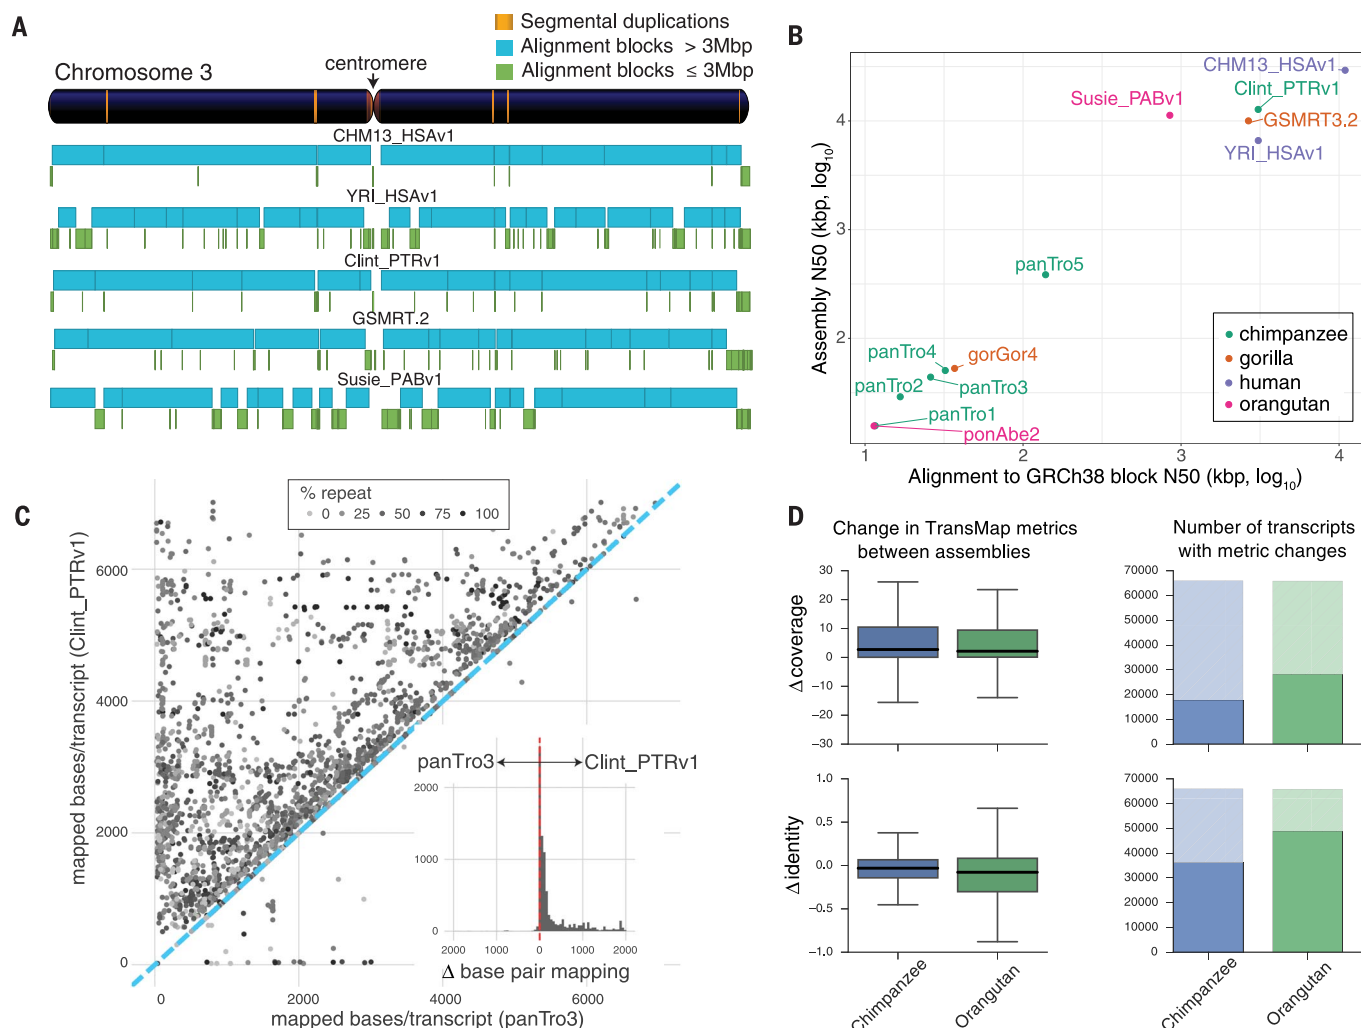 A
Segmental duplications
Alignment blocks > 3Mbp
Alignment blocks ≤ 3Mbp
Chromosome 3
centromere
CHM13_HSAv1
YRI_HSAv1
Clint_PTRv1
GSMRT.2
Susie_PABv1
B
Assembly N50 (kbp, log10)
4
3
2
CHM13_HSAv1
Clint_PTRv1
Susie_PABv1
GSMRT3.2
YRI_HSAv1
panTro5
panTro4
gorGor4
panTro2
panTro3
panTro1
ponAbe2
chimpanzee
gorilla
human
orangutan
1 2 3 4
Alignment to GRCh38 block N50 (kbp, log10)
C
% repeat
0 25 50 75 100
mapped bases/transcript (Clint_PTRv1)
6000
4000
2000
0
panTro3
Clint_PTRv1
2000
1000
0
2000 1000 0 1000 2000
Δ base pair mapping
0 2000 4000 6000
mapped bases/transcript (panTro3)
D
Change in TransMap metrics
between assemblies
Δcoverage
30
20
10
0
−10
−20
−30
Number of transcripts
with metric changes
70000
60000
50000
40000
30000
20000
10000
0
Δidentity
1.0
0.5
0.0
−0.5
−1.0
Chimpanzee
Orangutan
70000
60000
50000
40000
30000
20000
10000
0
Chimpanzee
Orangutan